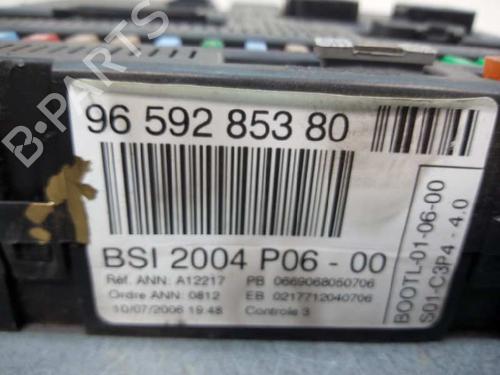 B-PARTS
96 592 853 80
BSI 2004 P06 - 00
Réf. ANN: A12217 PB 0669068050706
Ordre ANN: 0812 EB 0217712040706
10/07/2006 19:48 Controle 3
BOOTL-01-06-00
S01-C3P4 - 4.0